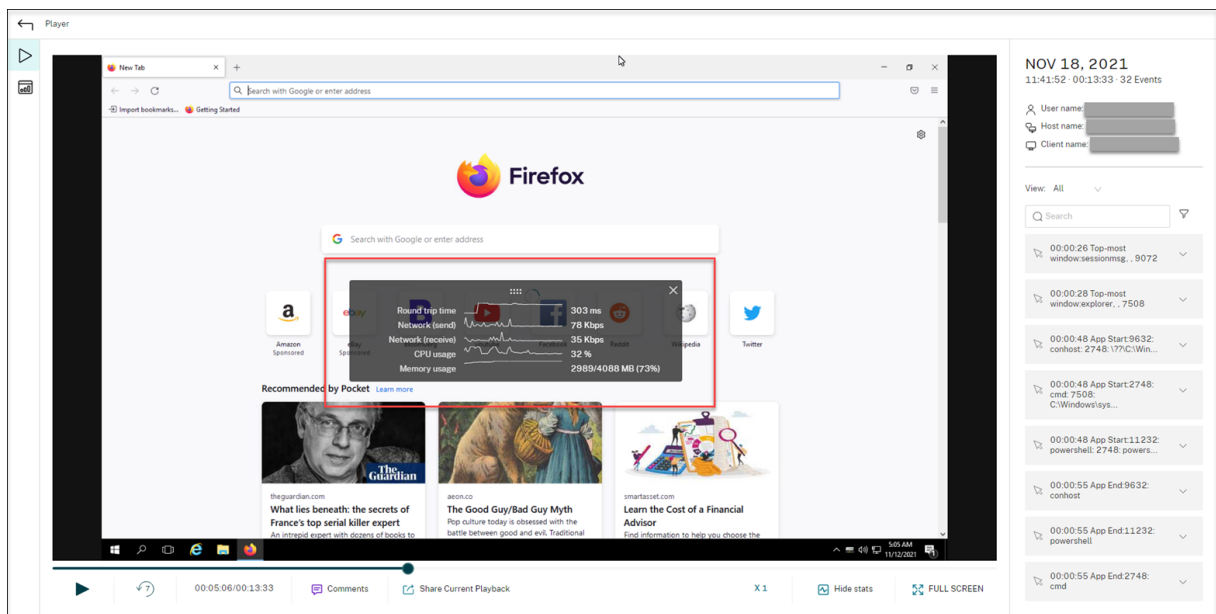 Player
New Tab
Search with Google or enter address
Import bookmarks... Getting Started
Firefox
Search with Google or enter address
Round trip time 303 ms
Network (send) 78 Kbps
Network (receive) 35 Kbps
CPU usage 32 %
Memory usage 2989/4088 MB (73%)
a ebay
Amazon
Sponsored
eBay
Facebook
Reddit
Wikipedia
Twitter
Recommended by Pocket Learn more
The
Guardian
theguardian.com
What lies beneath: the secrets of
France's top serial killer expert
An intrepid expert with dozens of books to
aeon.co
The Good Guy/Bad Guy Myth
Pop culture today is obsessed with the
battle between good and evil. Traditional
smartasset.com
Learn the Cost of a Financial
Advisor
Find information to help you choose the
5:05 AM
11/12/2021
7 00:05:06/00:13:33 Comments Share Current Playback X 1 Hide stats FULL SCREEN
NOV 18, 2021
11:41:52 · 00:13:33 · 32 Events
User name:
Host name:
Client name:
View: All
Search
00:00:26 Top-most
window:sessionmsg, , 9072
00:00:28 Top-most
window:explorer, , 7508
00:00:48 App Start:9632:
conhost: 2748: \??\C:\Win...
00:00:48 App Start:2748:
cmd: 7508:
C:\Windows\sys...
00:00:48 App Start:11232:
powershell: 2748: powers...
00:00:55 App End:9632:
conhost
00:00:55 App End:11232:
powershell
00:00:55 App End:2748:
cmd